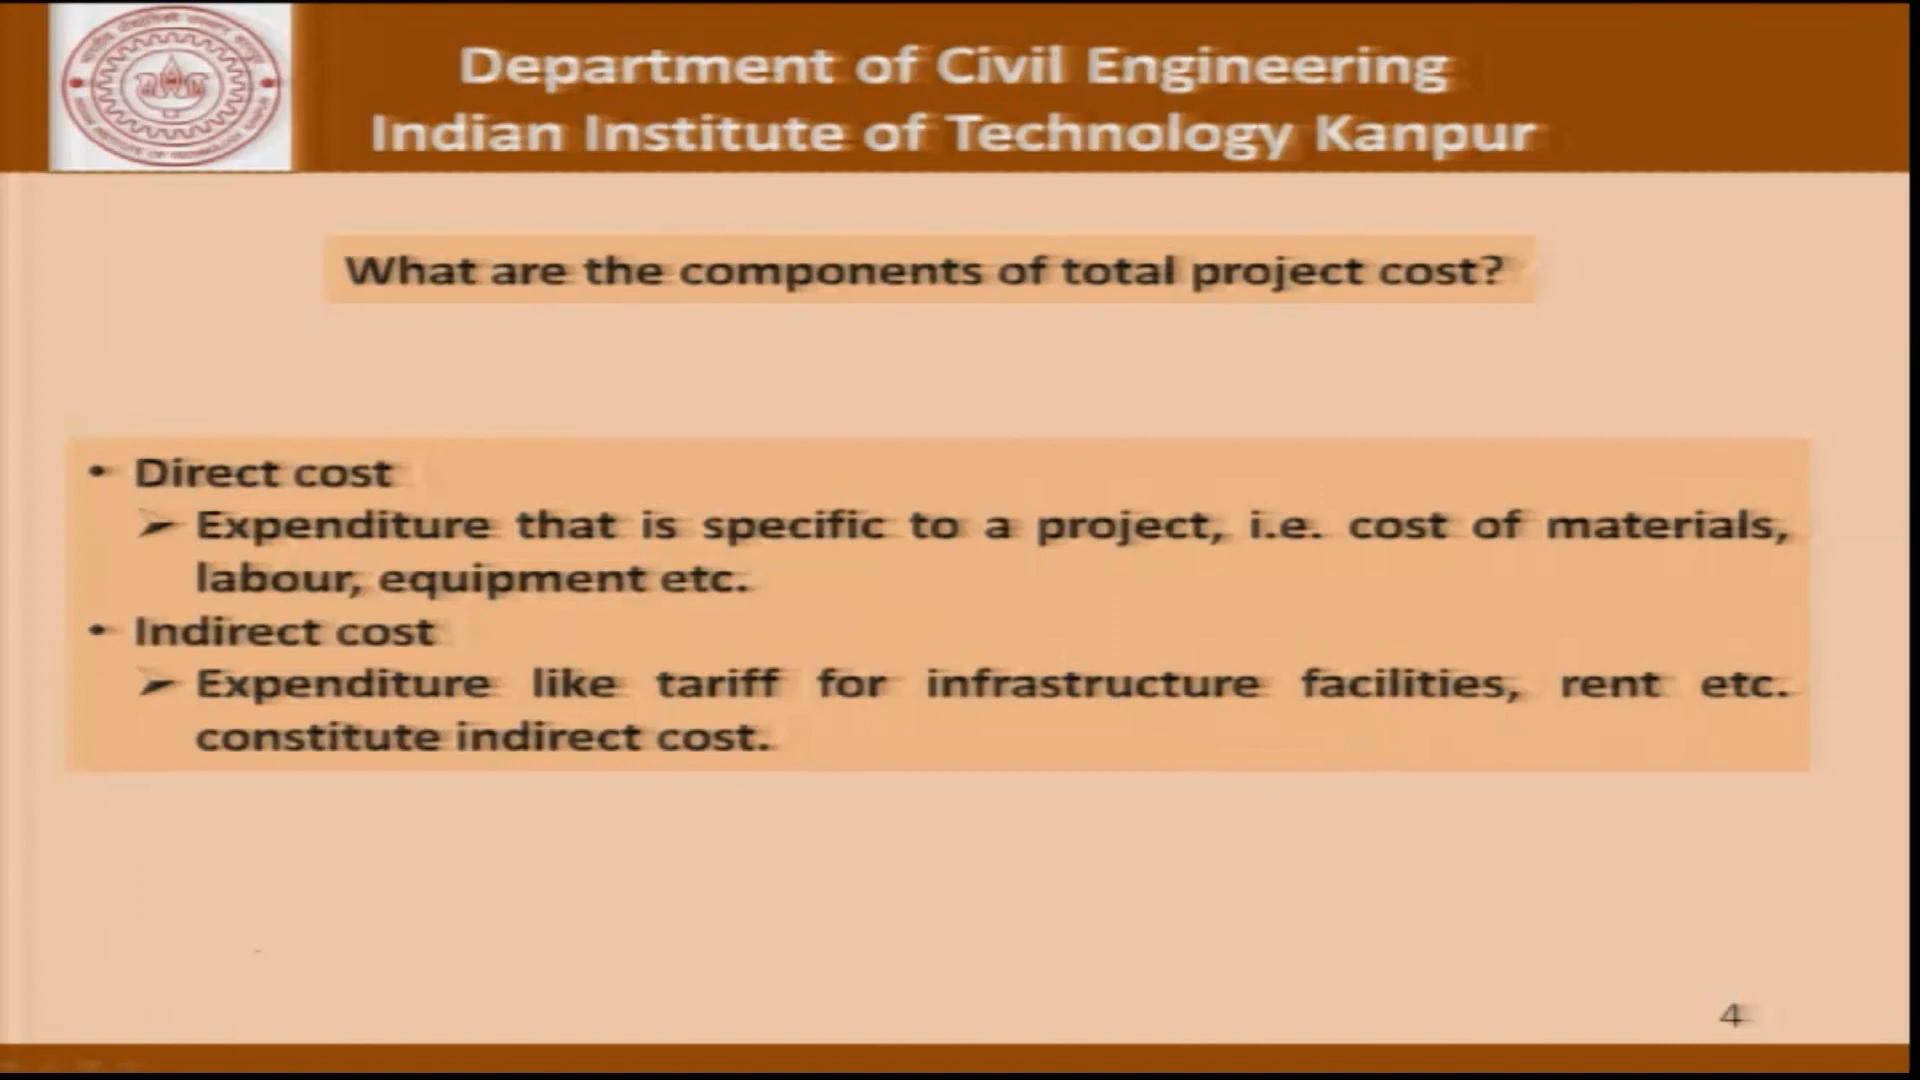 Department of Civil Engineering
Indian Institute of Technology Kanpur
What are the components of total project cost?
• Direct cost
➢ Expenditure that is specific to a project, i.e. cost of materials,
labour, equipment etc.
• Indirect cost
➢ Expenditure like tariff for infrastructure facilities, rent etc.
constitute indirect cost.
4